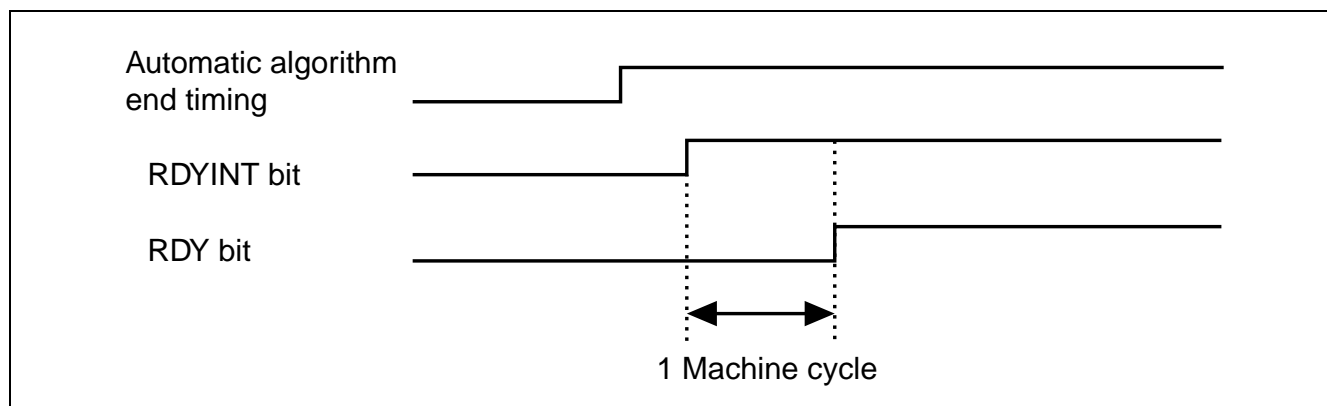 Automatic algorithm
end timing
RDYINT bit
RDY bit
1 Machine cycle